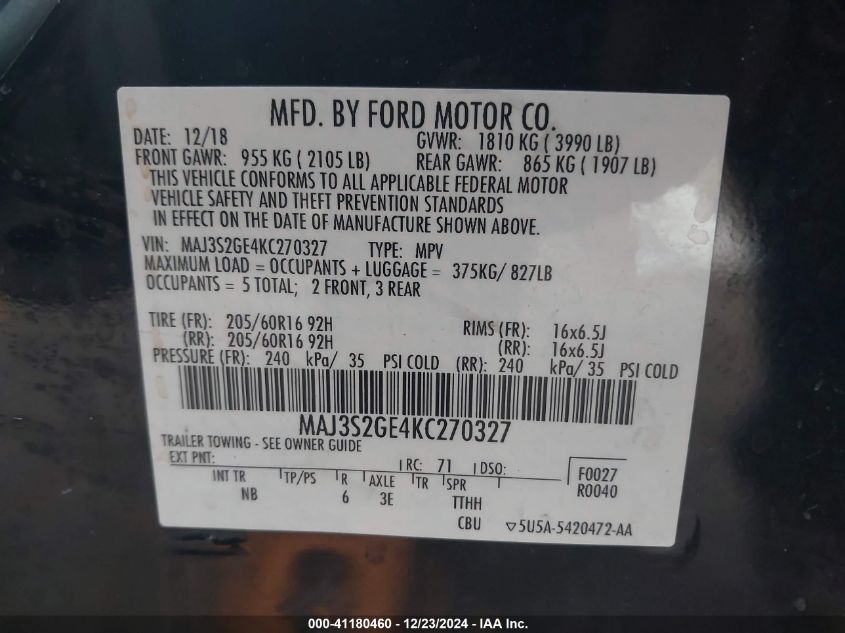 MFD. BY FORD MOTOR CO.
DATE: 12/18 GVWR: 1810 KG ( 3990 LB)
FRONT GAWR: 955 KG ( 2105 LB) REAR GAWR: 865 KG ( 1907 LB)
THIS VEHICLE CONFORMS TO ALL APPLICABLE FEDERAL MOTOR
VEHICLE SAFETY AND THEFT PREVENTION STANDARDS
IN EFFECT ON THE DATE OF MANUFACTURE SHOWN ABOVE.
VIN: MAJ3S2GE4KC270327 TYPE: MPV
MAXIMUM LOAD = OCCUPANTS + LUGGAGE = 375KG/ 827LB
OCCUPANTS = 5 TOTAL; 2 FRONT, 3 REAR
TIRE (FR): 205/60R16 92H RIMS (FR): 16x6.5J
(RR): 205/60R16 92H (RR): 16x6.5J
PRESSURE (FR): 240 kPa/ 35 PSI COLD (RR): 240 kPa/ 35 PSI COLD
MAJ3S2GE4KC270327
TRAILER TOWING - SEE OWNER GUIDE
EXT PNT: RC: 71 DSO: F0027
INT TR TP/PS R AXLE TR SPR R0040
NB 6 3E TTHH
CBU ▽5U5A-5420472-AA
000-41180460 - 12/23/2024 - IAA Inc.